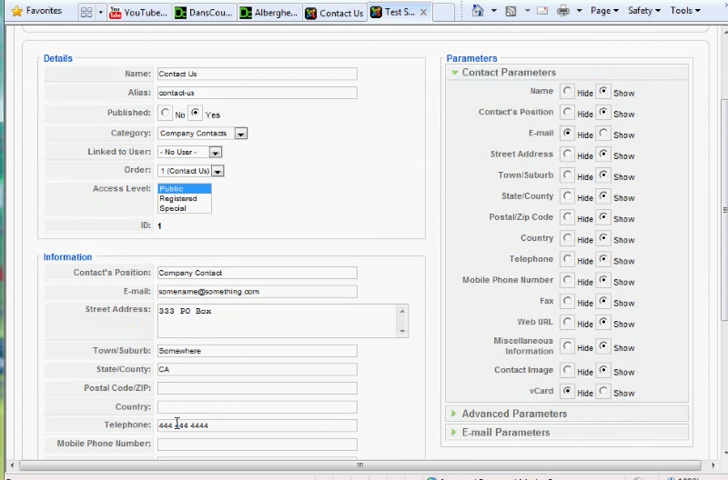 Favorites
YouTube...
DansCou...
Alberghe...
Contact Us
Test S...
Page
Safety
Tools
Details
Name: Contact Us
Alias: contact-us
Published: No Yes
Category: Company Contacts
Linked to User: - No User -
Order: 1 (Contact Us)
Access Level: Public
Registered
Special
ID: 1
Information
Contact's Position: Company Contact
E-mail: somename@something.com
Street Address: 333 PO Box
Town/Suburb: Somewhere
State/County: CA
Postal Code/ZIP:
Country:
Telephone: 444 444 4444
Mobile Phone Number:
Parameters
Contact Parameters
Name Hide Show
Contact's Position Hide Show
E-mail Hide Show
Street Address Hide Show
Town/Suburb Hide Show
State/County Hide Show
Postal/Zip Code Hide Show
Country Hide Show
Telephone Hide Show
Mobile Phone Number Hide Show
Fax Hide Show
Web URL Hide Show
Miscellaneous
Information Hide Show
Contact Image Hide Show
vCard Hide Show
Advanced Parameters
E-mail Parameters